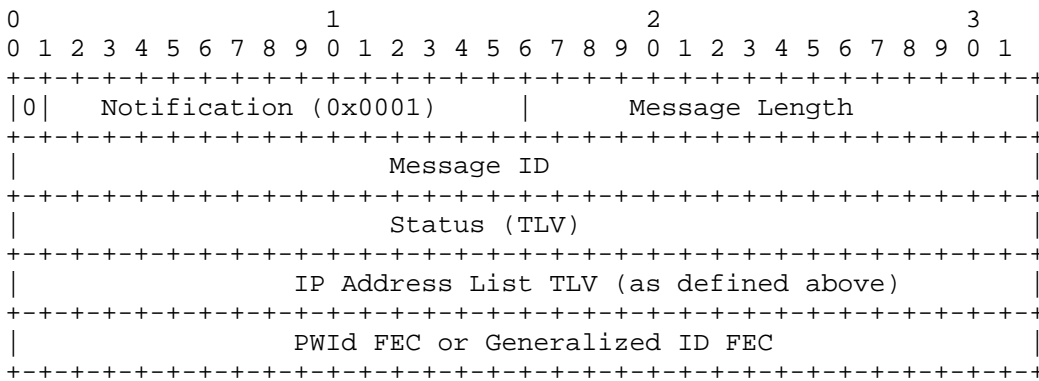 0                   1                   2                   3
0 1 2 3 4 5 6 7 8 9 0 1 2 3 4 5 6 7 8 9 0 1 2 3 4 5 6 7 8 9 0 1
+-+-+-+-+-+-+-+-+-+-+-+-+-+-+-+-+-+-+-+-+-+-+-+-+-+-+-+-+-+-+-+-+
|0|   Notification (0x0001)     |      Message Length           |
+-+-+-+-+-+-+-+-+-+-+-+-+-+-+-+-+-+-+-+-+-+-+-+-+-+-+-+-+-+-+-+-+
|                       Message ID                              |
+-+-+-+-+-+-+-+-+-+-+-+-+-+-+-+-+-+-+-+-+-+-+-+-+-+-+-+-+-+-+-+-+
|                       Status (TLV)                            |
+-+-+-+-+-+-+-+-+-+-+-+-+-+-+-+-+-+-+-+-+-+-+-+-+-+-+-+-+-+-+-+-+
|                 IP Address List TLV (as defined above)        |
+-+-+-+-+-+-+-+-+-+-+-+-+-+-+-+-+-+-+-+-+-+-+-+-+-+-+-+-+-+-+-+-+
|                 PWId FEC or Generalized ID FEC                |
+-+-+-+-+-+-+-+-+-+-+-+-+-+-+-+-+-+-+-+-+-+-+-+-+-+-+-+-+-+-+-+-+